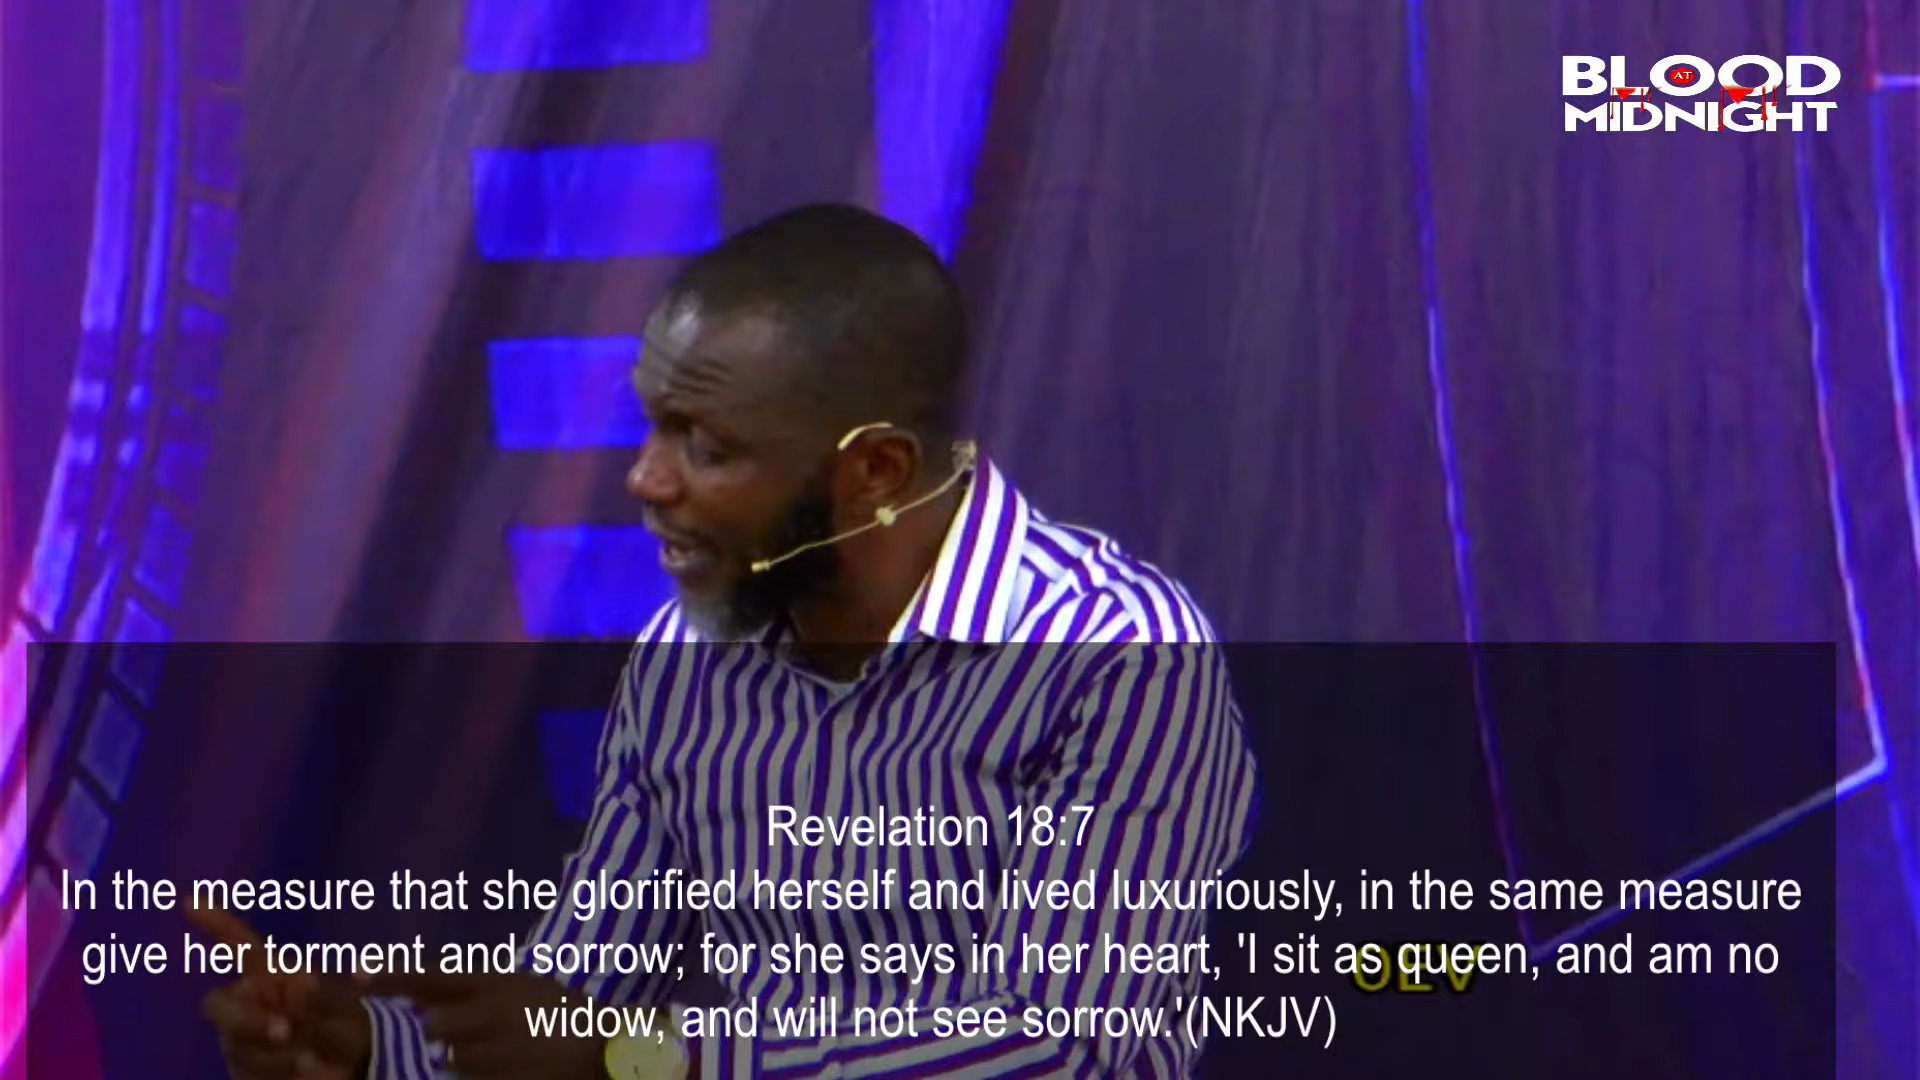 BLOOD
AT
MIDNIGHT
Revelation 18:7
In the measure that she glorified herself and lived luxuriously, in the same measure
give her torment and sorrow; for she says in her heart, 'I sit as queen, and am no
widow, and will not see sorrow.'(NKJV)